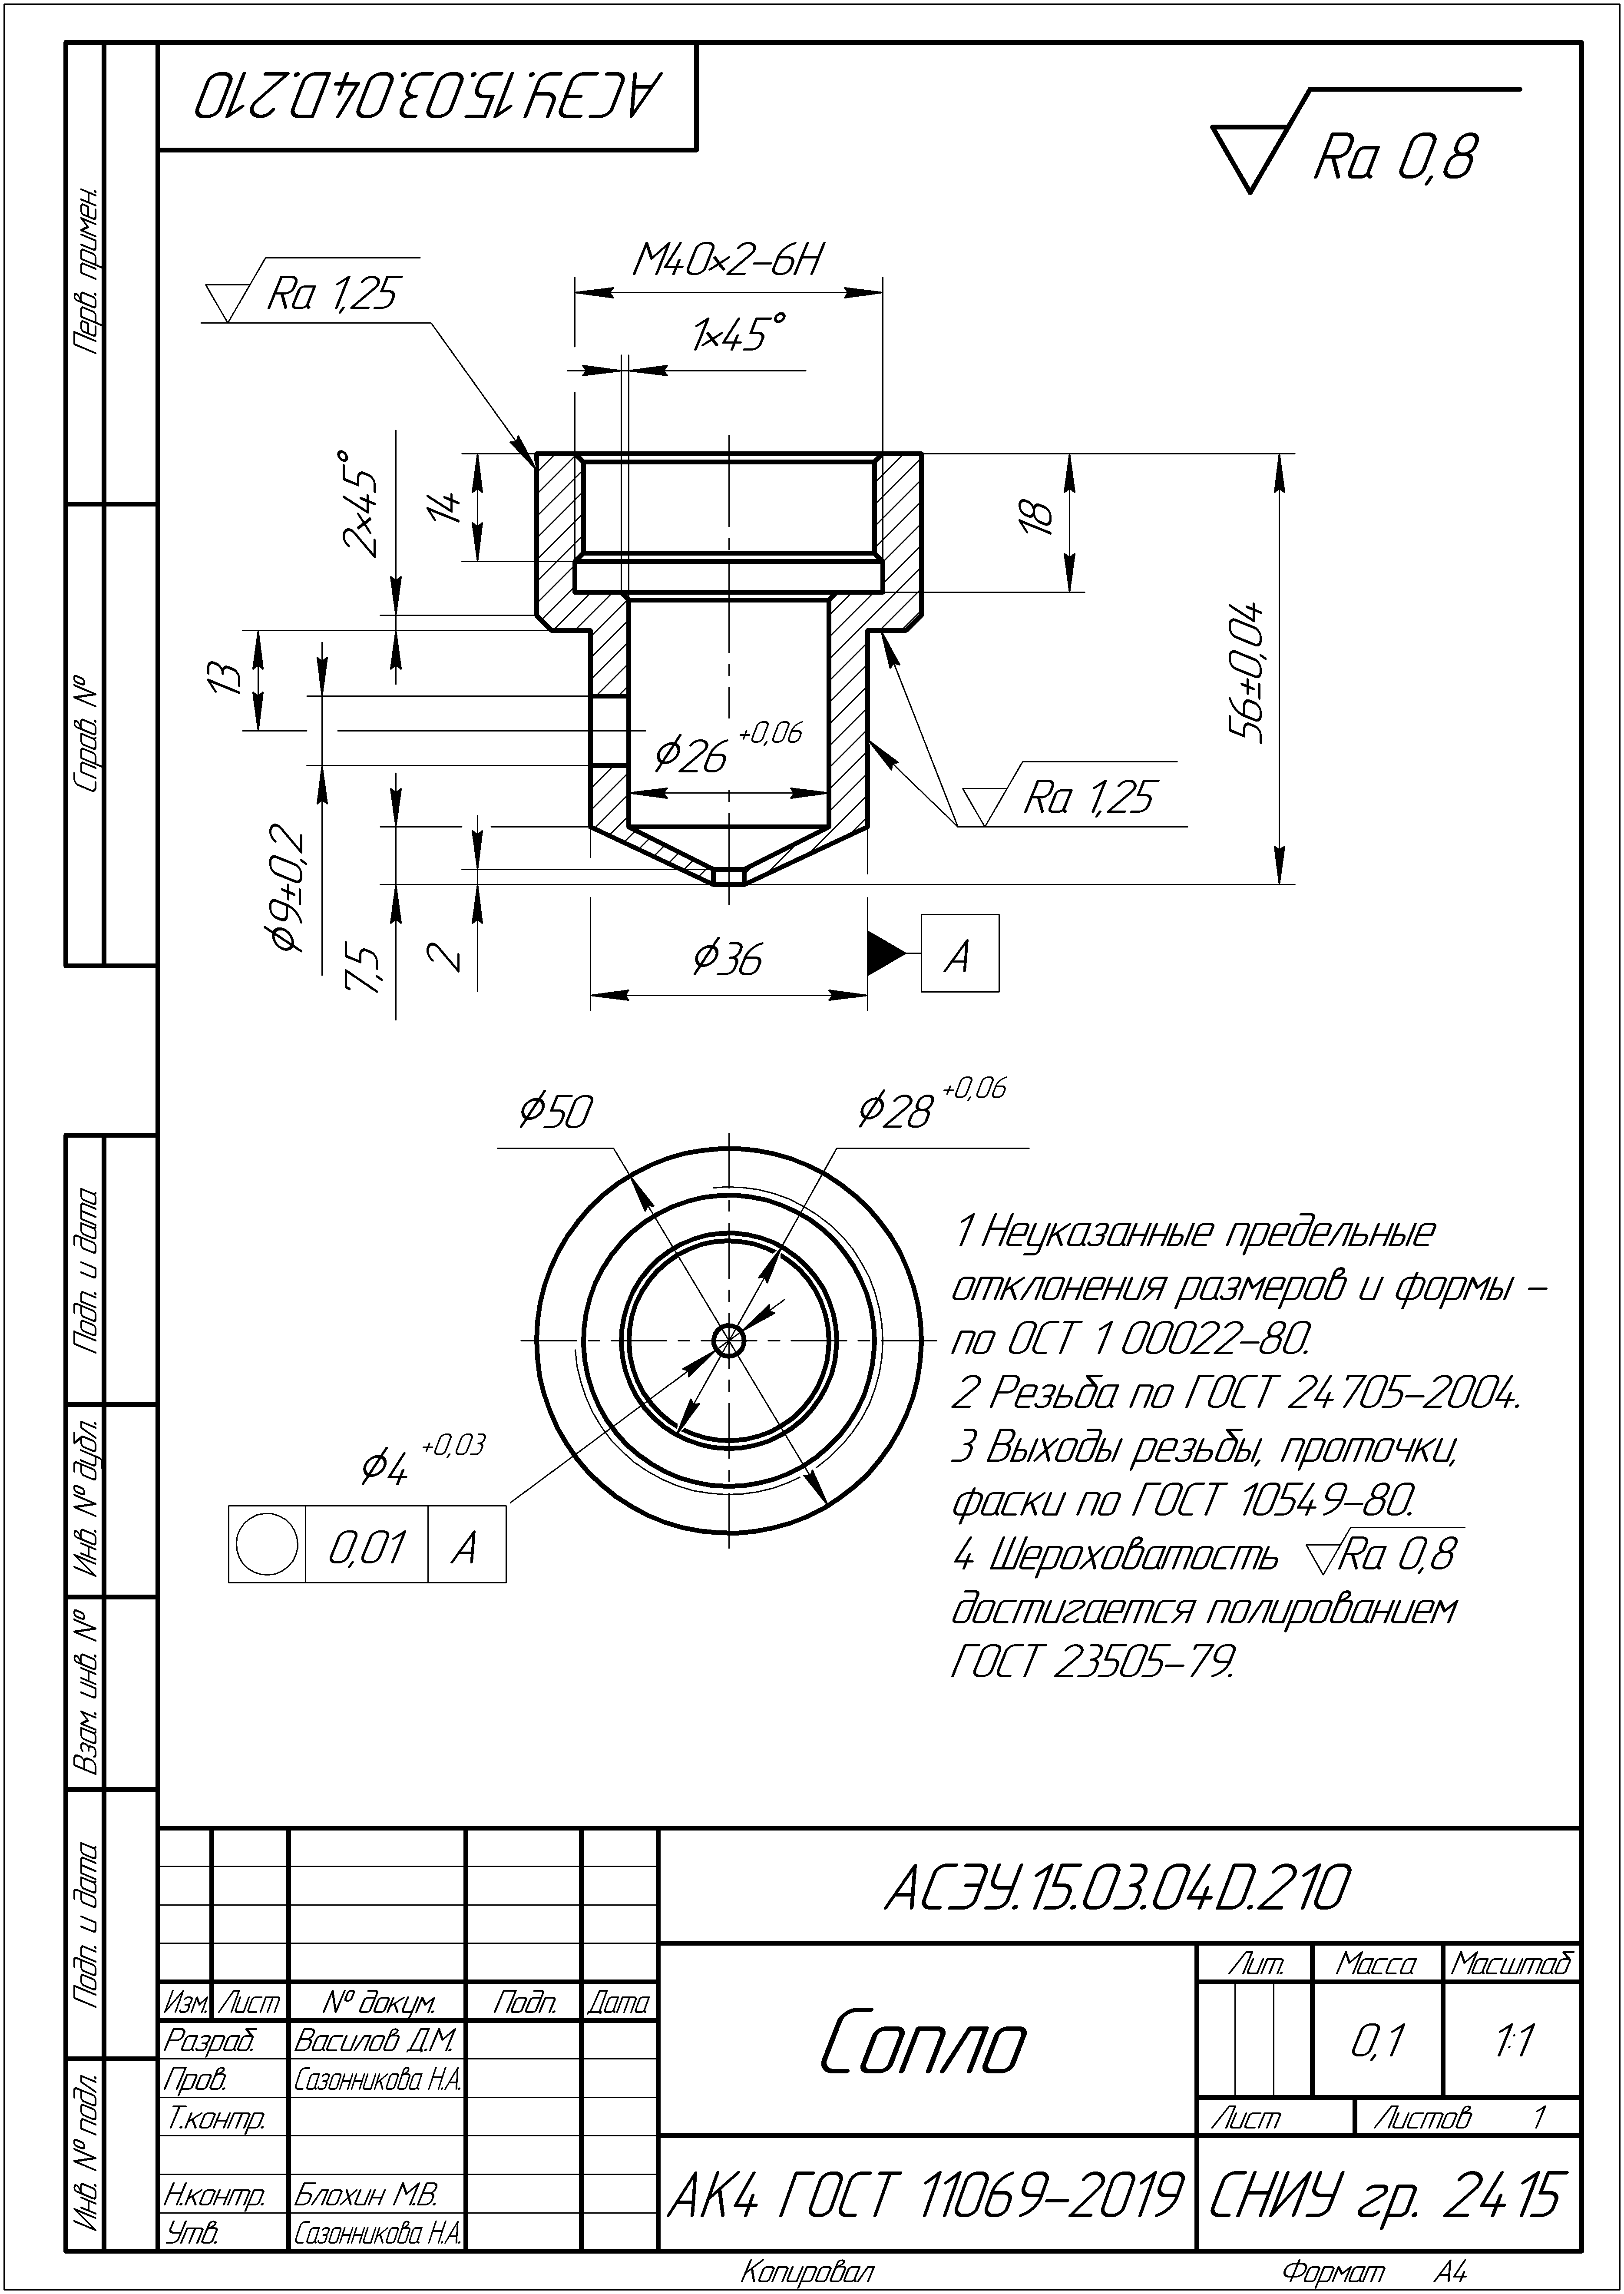 АСЭУ.15.03.04D.210
Ra 0,8
Перв. примен.
Справ. №
Подп. и дата
Инв. № дубл.
Взам. инв. №
Подп. и дата
Инв. № подл.
Ra 1,25
М40×2–6Н
1×45°
2×45°
14
18
56±0,04
13
⌀26 +0,06
Ra 1,25
⌀9±0,2
7,5
2
⌀36
А
⌀50
⌀28 +0,06
⌀4 +0,03
0,01 А
1 Неуказанные предельные
отклонения размеров и формы –
по ОСТ 1 00022–80.
2 Резьба по ГОСТ 24705–2004.
3 Выходы резьбы, проточки,
фаски по ГОСТ 10549–80.
4 Шероховатость Ra 0,8
достигается полированием
ГОСТ 23505–79.
АСЭУ.15.03.04D.210
Изм. Лист № докум. Подп. Дата
Разраб. Василов Д.М.
Пров. Сазонникова Н.А.
Т.контр.
Н.контр. Блохин М.В.
Утв. Сазонникова Н.А.
Сопло
Лит. Масса Масштаб
0,1 1:1
Лист Листов 1
АК4 ГОСТ 11069–2019
СНИУ гр. 2415
Копировал Формат А4